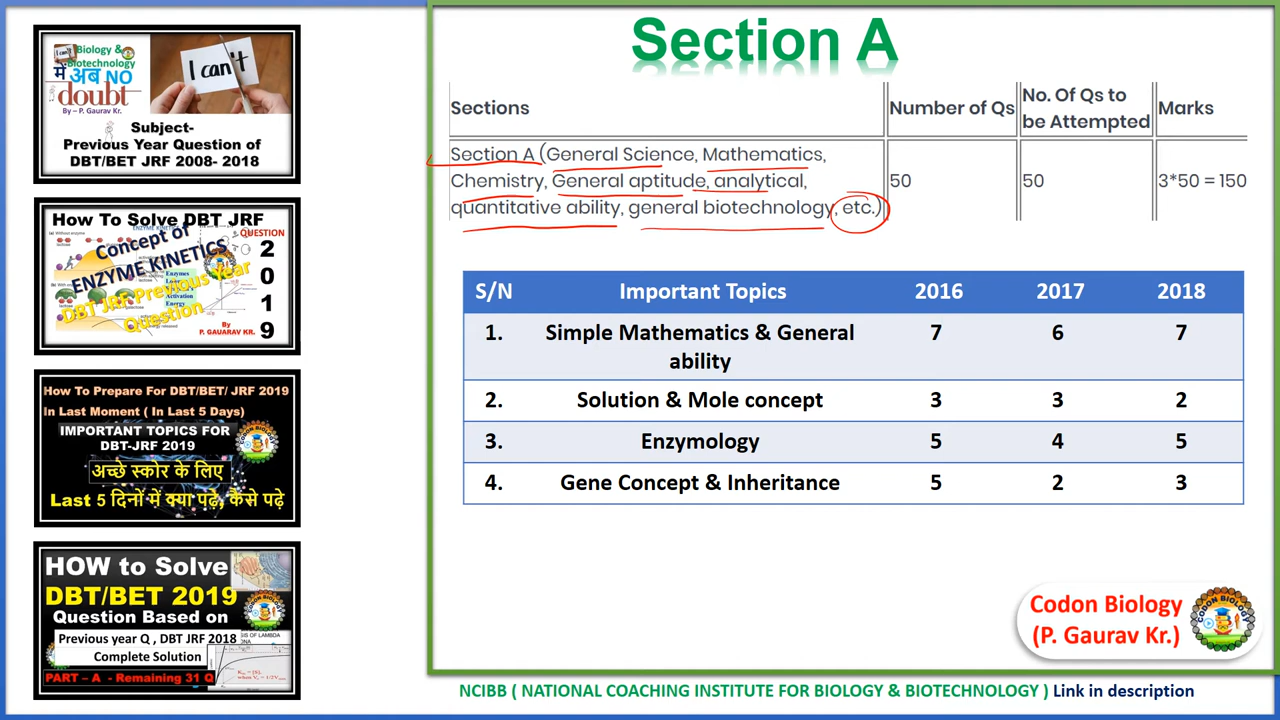 Biology &
Biotechnology
में अब NO
doubt
By – P. Gaurav Kr.
I can't
Subject-
Previous Year Question of
DBT/BET JRF 2008- 2018
How To Solve DBT JRF
QUESTION
Concept of
ENZYME KINETICS
DBT JRF Previous Year
Question
2
0
1
9
Enzymes
Lower
Activation
Energy
By
P. GAUARAV KR.
How To Prepare For DBT/BET/ JRF 2019
In Last Moment ( In Last 5 Days)
IMPORTANT TOPICS FOR
DBT-JRF 2019
अच्छे स्कोर के लिए
Last 5 दिनों में क्या पढ़े, कैसे पढ़े
HOW to Solve
DBT/BET 2019
Question Based on
Previous year Q , DBT JRF 2018
Complete Solution
PART – A - Remaining 31 Q
Section A
Sections Number of Qs No. Of Qs to be Attempted Marks
Section A (General Science, Mathematics,
Chemistry, General aptitude, analytical, 50 50 3*50 = 150
quantitative ability, general biotechnology, etc.)
S/N Important Topics 2016 2017 2018
1. Simple Mathematics & General ability 7 6 7
2. Solution & Mole concept 3 3 2
3. Enzymology 5 4 5
4. Gene Concept & Inheritance 5 2 3
Codon Biology
(P. Gaurav Kr.)
CODON BIOLOGY
NCIBB ( NATIONAL COACHING INSTITUTE FOR BIOLOGY & BIOTECHNOLOGY ) Link in description